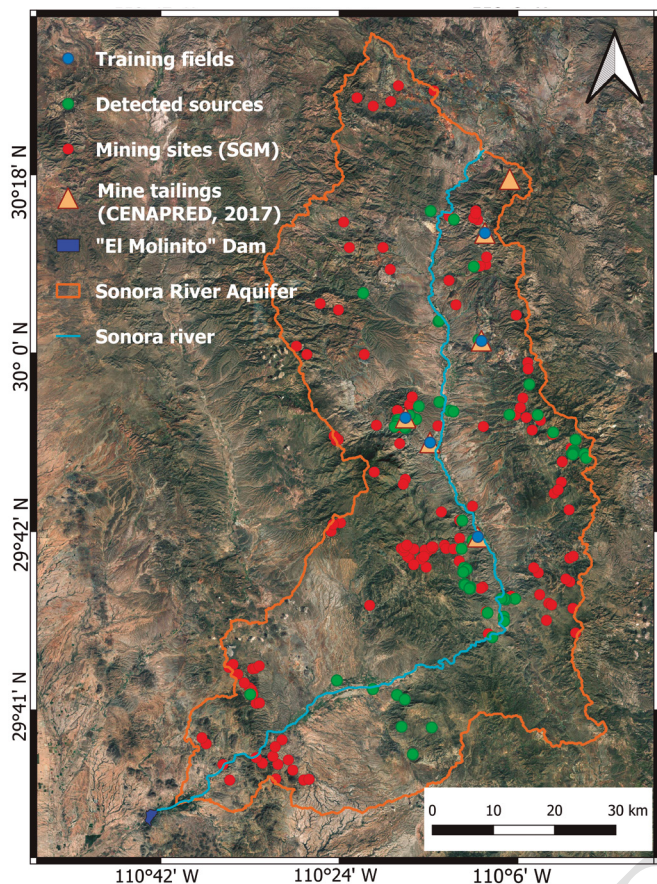 Training fields
Detected sources
Mining sites (SGM)
Mine tailings
(CENAPRED, 2017)
"El Molinito" Dam
Sonora River Aquifer
Sonora river
30°18' N
30° 0' N
29°42' N
29°41' N
0 10 20 30 km
110°42' W 110°24' W 110°6' W